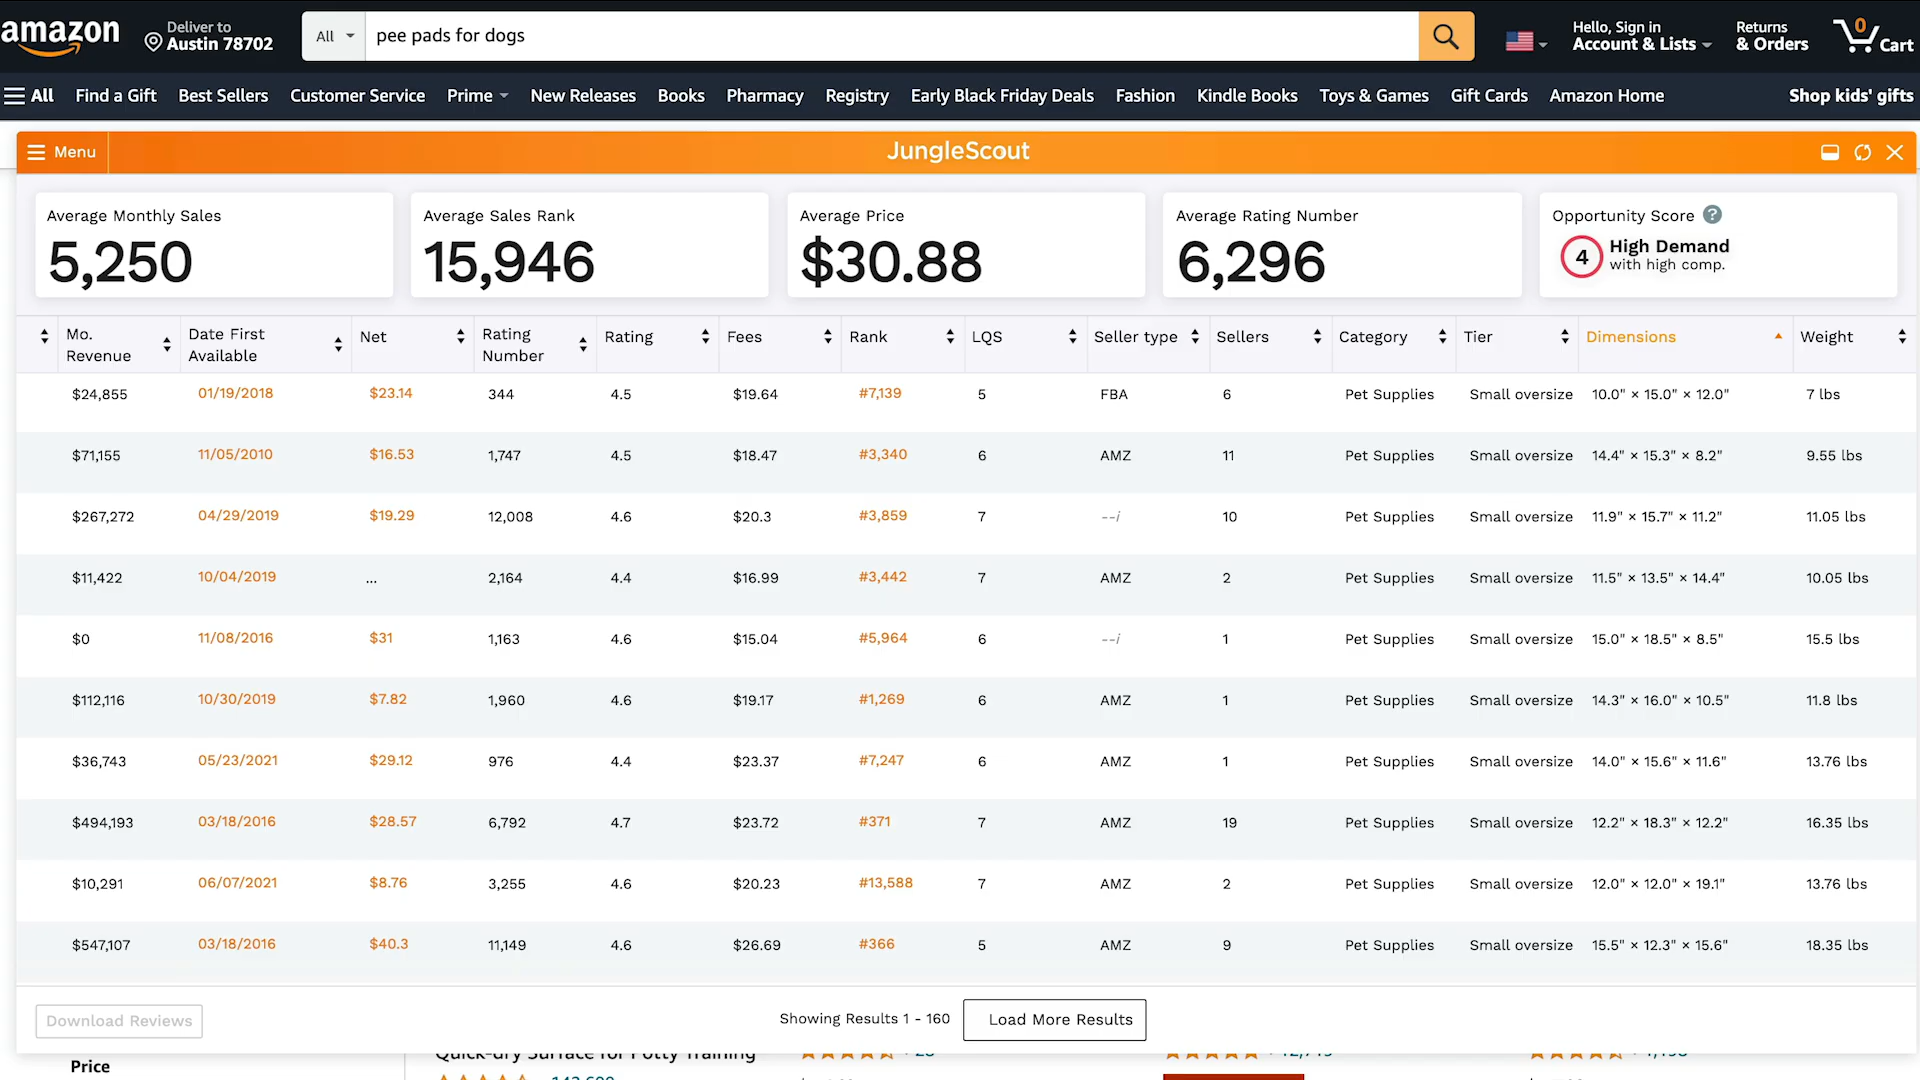 amazon
Deliver to
Austin 78702
All
pee pads for dogs
Hello, Sign in
Account & Lists
Returns
& Orders
0
Cart
All Find a Gift Best Sellers Customer Service Prime New Releases Books Pharmacy Registry Early Black Friday Deals Fashion Kindle Books Toys & Games Gift Cards Amazon Home Shop kids' gifts
Menu
JungleScout
Average Monthly Sales
5,250
Average Sales Rank
15,946
Average Price
$30.88
Average Rating Number
6,296
Opportunity Score ?
4
High Demand
with high comp.
Mo. Revenue Date First Available Net Rating Number Rating Fees Rank LQS Seller type Sellers Category Tier Dimensions Weight
$24,855 01/19/2018 $23.14 344 4.5 $19.64 #7,139 5 FBA 6 Pet Supplies Small oversize 10.0" × 15.0" × 12.0" 7 lbs
$71,155 11/05/2010 $16.53 1,747 4.5 $18.47 #3,340 6 AMZ 11 Pet Supplies Small oversize 14.4" × 15.3" × 8.2" 9.55 lbs
$267,272 04/29/2019 $19.29 12,008 4.6 $20.3 #3,859 7 --i 10 Pet Supplies Small oversize 11.9" × 15.7" × 11.2" 11.05 lbs
$11,422 10/04/2019 ... 2,164 4.4 $16.99 #3,442 7 AMZ 2 Pet Supplies Small oversize 11.5" × 13.5" × 14.4" 10.05 lbs
$0 11/08/2016 $31 1,163 4.6 $15.04 #5,964 6 --i 1 Pet Supplies Small oversize 15.0" × 18.5" × 8.5" 15.5 lbs
$112,116 10/30/2019 $7.82 1,960 4.6 $19.17 #1,269 6 AMZ 1 Pet Supplies Small oversize 14.3" × 16.0" × 10.5" 11.8 lbs
$36,743 05/23/2021 $29.12 976 4.4 $23.37 #7,247 6 AMZ 1 Pet Supplies Small oversize 14.0" × 15.6" × 11.6" 13.76 lbs
$494,193 03/18/2016 $28.57 6,792 4.7 $23.72 #371 7 AMZ 19 Pet Supplies Small oversize 12.2" × 18.3" × 12.2" 16.35 lbs
$10,291 06/07/2021 $8.76 3,255 4.6 $20.23 #13,588 7 AMZ 2 Pet Supplies Small oversize 12.0" × 12.0" × 19.1" 13.76 lbs
$547,107 03/18/2016 $40.3 11,149 4.6 $26.69 #366 5 AMZ 9 Pet Supplies Small oversize 15.5" × 12.3" × 15.6" 18.35 lbs
Download Reviews
Showing Results 1 - 160
Load More Results
Price
Quick-dry Surface for Potty Training